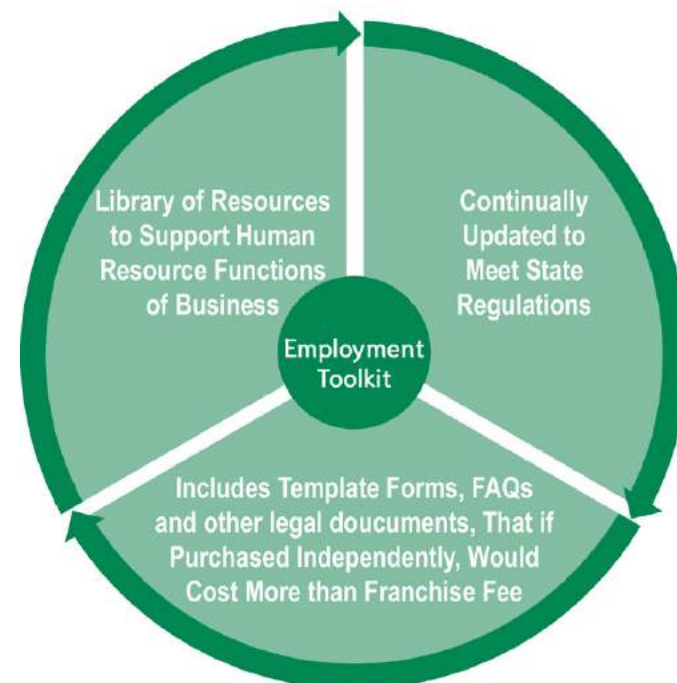 Library of Resources
to Support Human
Resource Functions
of Business
Continually
Updated to
Meet State
Regulations
Employment
Toolkit
Includes Template Forms, FAQs
and other legal doucuments, That if
Purchased Independently, Would
Cost More than Franchise Fee